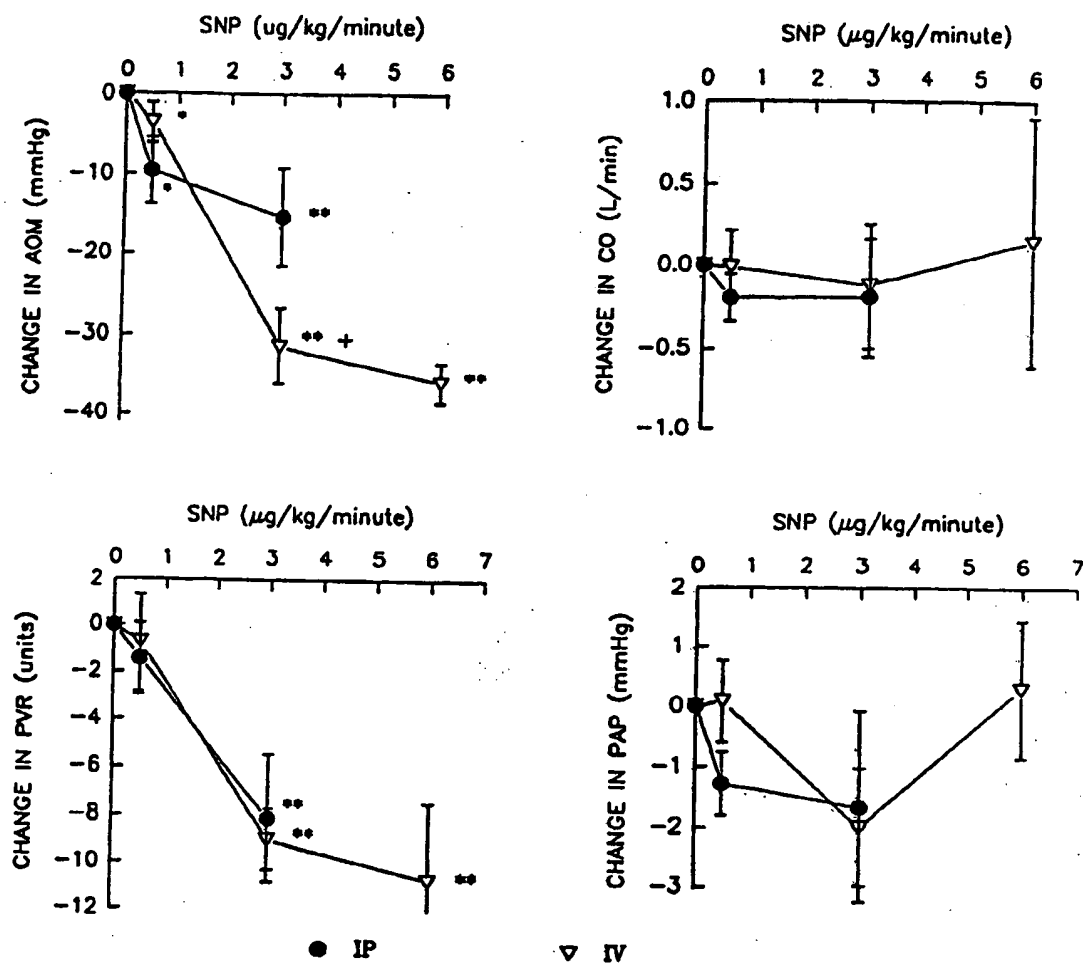 SNP (ug/kg/minute)
0 1 2 3 4 5 6
0
-10
-20
-30
-40
CHANGE IN AOM (mmHg)
*
*
**
** +
**
SNP (μg/kg/minute)
0 1 2 3 4 5 6
1.0
0.5
0.0
-0.5
-1.0
CHANGE IN CO (L/min)
SNP (μg/kg/minute)
0 1 2 3 4 5 6 7
2
0
-2
-4
-6
-8
-10
-12
CHANGE IN PVR (units)
**
**
**
SNP (μg/kg/minute)
0 1 2 3 4 5 6 7
2
1
0
-1
-2
-3
CHANGE IN PAP (mmHg)
IP
IV